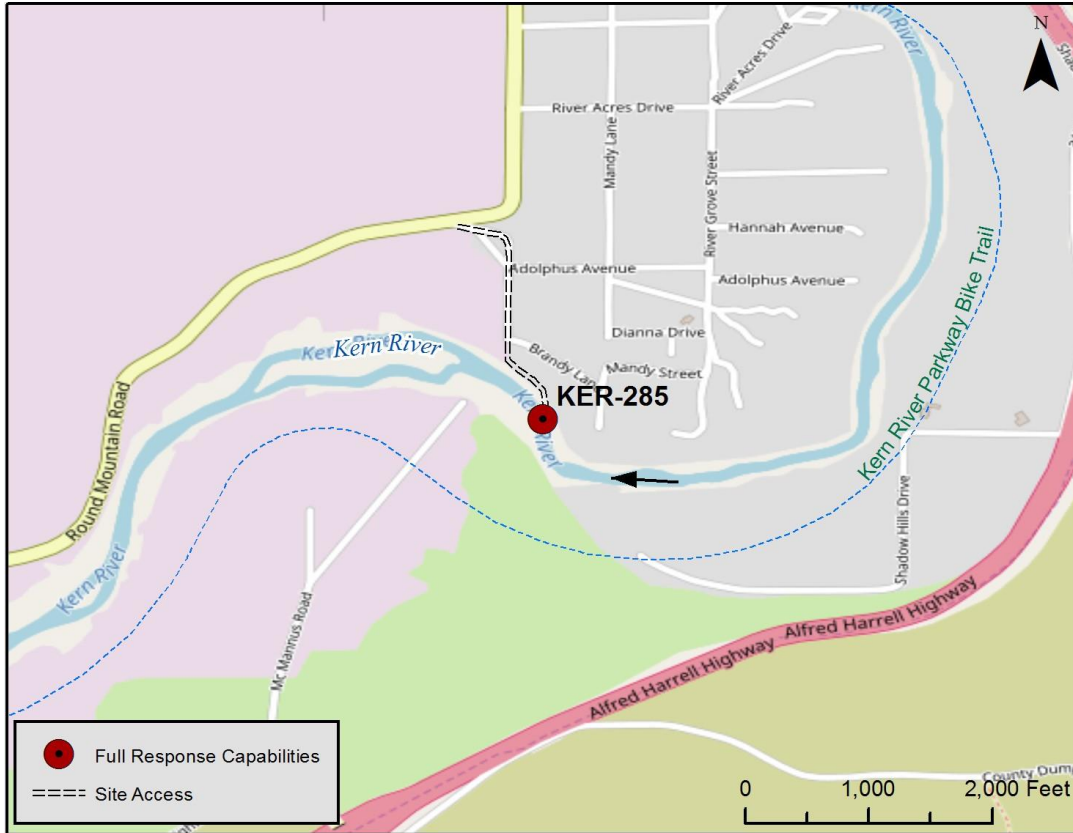 Kern River
N
Shad
River Acres Drive
River Acres Drive
Mandy Lane
River Grove Street
Hannah Avenue
Adolphus Avenue
Adolphus Avenue
Kern River Parkway Bike Trail
Dianna Drive
Kern River
Kern River
Brandy Lane
Mandy Street
KER-285
Kern River
Round Mountain Road
Kern River
Shadow Hills Drive
Mc Mannus Road
Alfred Harrell Highway
Alfred Harrell Highway
Full Response Capabilities
Site Access
County Dump
0 1,000 2,000 Feet